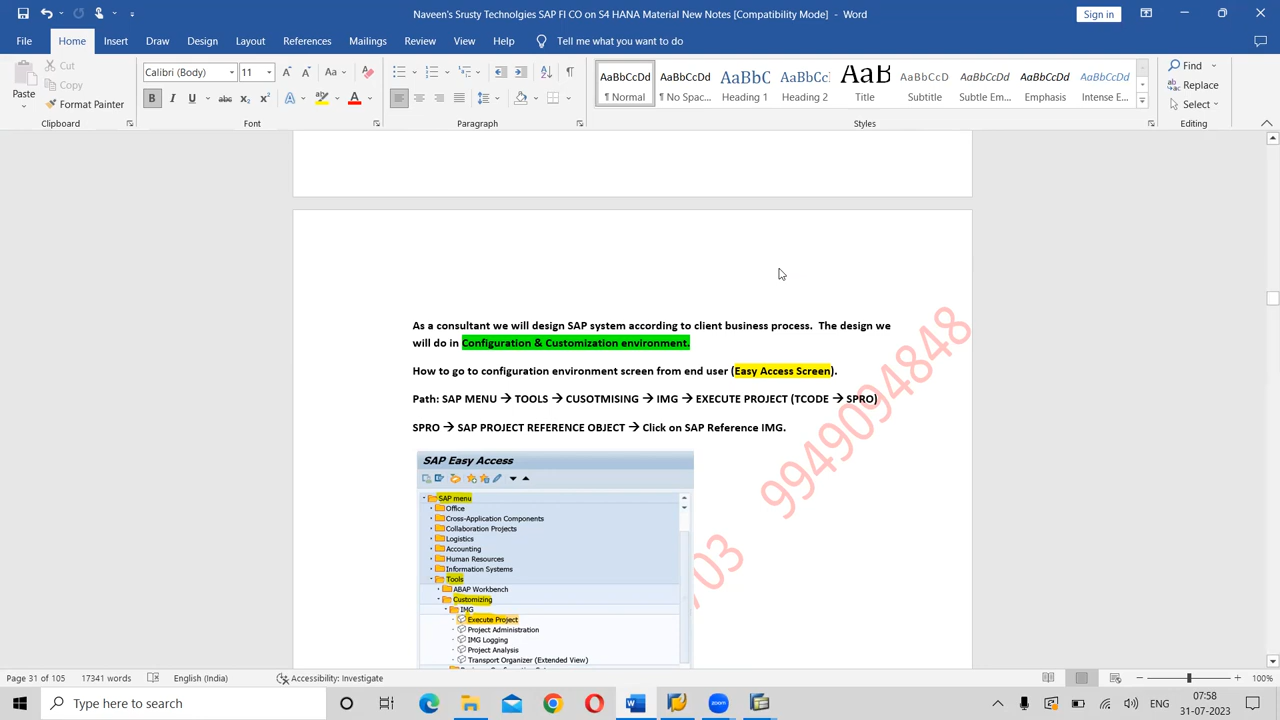 Naveen's Srusty Technologies SAP FI CO on S4 HANA Material New Notes [Compatibility Mode] - Word
Sign in
File Home Insert Draw Design Layout References Mailings Review View Help Tell me what you want to do
Paste
Cut
Copy
Format Painter
Clipboard
Calibri (Body) 11
Font
Paragraph
AaBbCcDd AaBbCcDd AaBbC AaBbCc AaB AaBbCcD AaBbCcDd AaBbCcDd AaBbCcDd
¶ Normal ¶ No Spac... Heading 1 Heading 2 Title Subtitle Subtle Em... Emphasis Intense E...
Styles
Find
Replace
Select
Editing
As a consultant we will design SAP system according to client business process. The design we
will do in Configuration & Customization environment.
How to go to configuration environment screen from end user (Easy Access Screen).
Path: SAP MENU → TOOLS → CUSOTMISING → IMG → EXECUTE PROJECT (TCODE → SPRO)
SPRO → SAP PROJECT REFERENCE OBJECT → Click on SAP Reference IMG.
9949094848
703
SAP Easy Access
SAP menu
Office
Cross-Application Components
Collaboration Projects
Logistics
Accounting
Human Resources
Information Systems
Tools
ABAP Workbench
Customizing
IMG
Execute Project
Project Administration
IMG Logging
Project Analysis
Transport Organizer (Extended View)
Page 31 of 105 17341 words English (India) Accessibility: Investigate 100%
Type here to search
zoom
ENG
07:58
31-07-2023